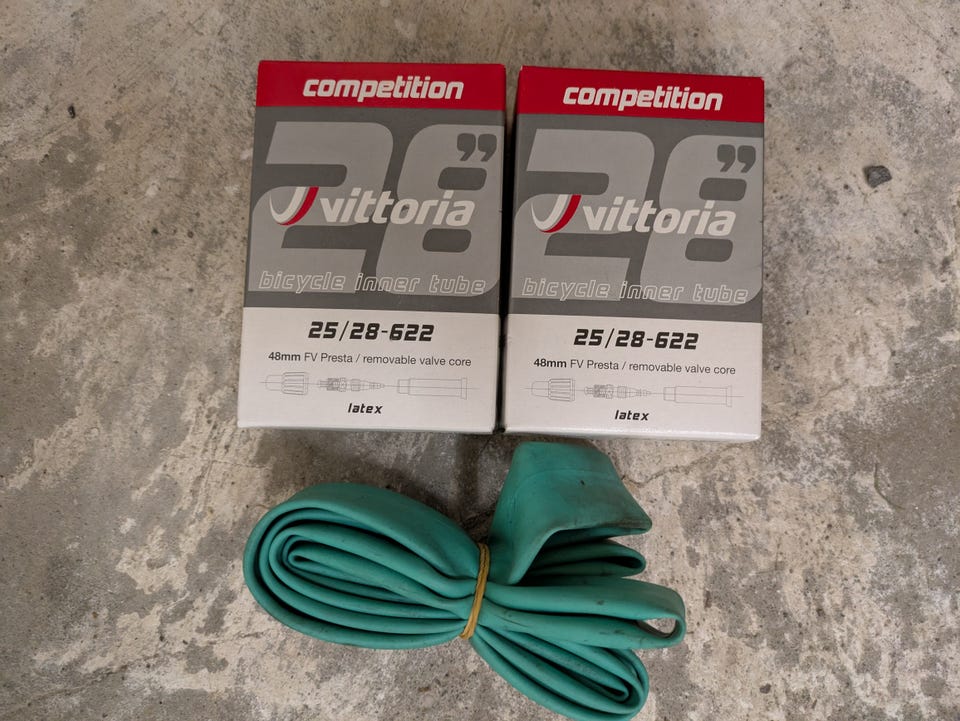 competition
28”
vittoria
bicycle inner tube
25/28-622
48mm FV Presta / removable valve core
latex
competition
28”
vittoria
bicycle inner tube
25/28-622
48mm FV Presta / removable valve core
latex